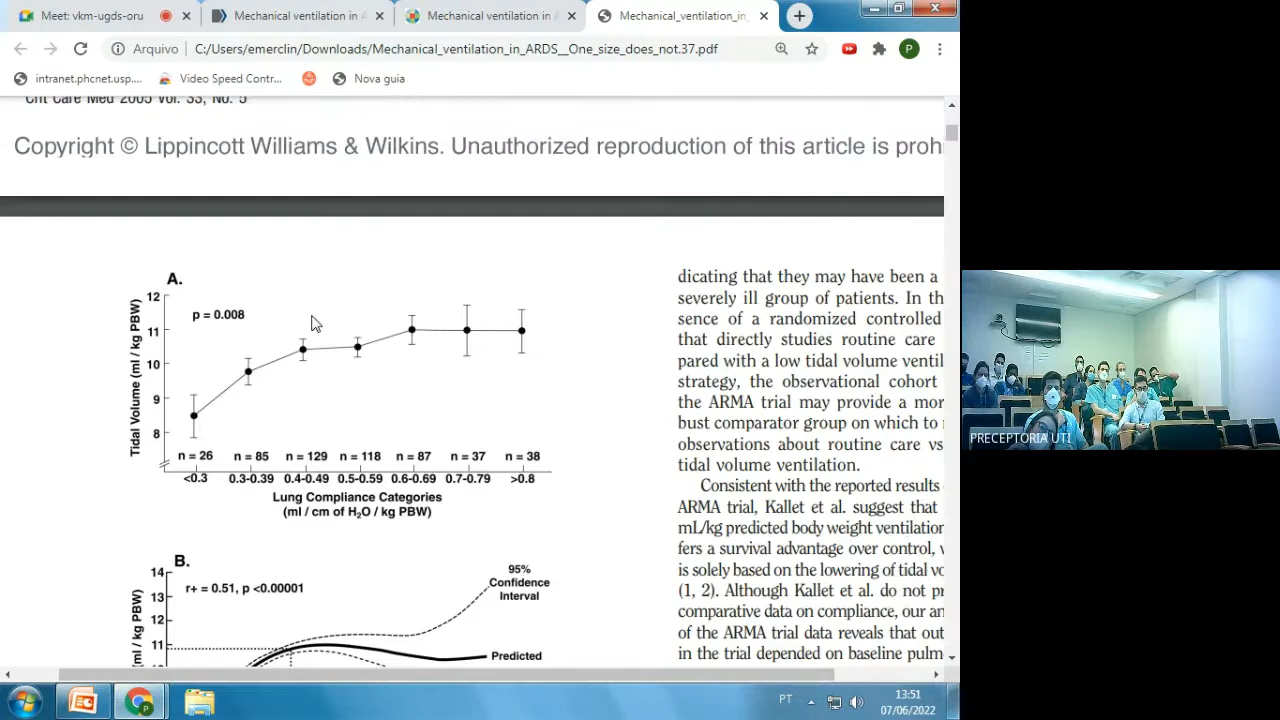 Meet: vkm-ugds-oru
Mechanical ventilation in A
Mechanical ventilation in A
Mechanical_ventilation_in_
Arquivo
C:/Users/emerclin/Downloads/Mechanical_ventilation_in_ARDS__One_size_does_not.37.pdf
P
intranet.phcnet.usp....
Video Speed Contr...
Nova guia
Crit Care Med 2005 Vol. 33, No. 5
Copyright © Lippincott Williams & Wilkins. Unauthorized reproduction of this article is proh
A.
Tidal Volume (ml / kg PBW)
12
11
10
9
8
p = 0.008
n = 26
n = 85
n = 129
n = 118
n = 87
n = 37
n = 38
<0.3
0.3-0.39
0.4-0.49
0.5-0.59
0.6-0.69
0.7-0.79
>0.8
Lung Compliance Categories
(ml / cm of H₂O / kg PBW)
B.
14
13
12
11
(ml / kg PBW)
r+ = 0.51, p <0.00001
95%
Confidence
Interval
Predicted
dicating that they may have been a
severely ill group of patients. In th
sence of a randomized controlled
that directly studies routine care
pared with a low tidal volume ventil
strategy, the observational cohort
the ARMA trial may provide a mor
bust comparator group on which to
observations about routine care vs
tidal volume ventilation.
Consistent with the reported results
ARMA trial, Kallet et al. suggest that
mL/kg predicted body weight ventilation
fers a survival advantage over control,
is solely based on the lowering of tidal vo
(1, 2). Although Kallet et al. do not pr
comparative data on compliance, our an
of the ARMA trial data reveals that out
in the trial depended on baseline pulm
PRECEPTORIA UTI
PT
13:51
07/06/2022